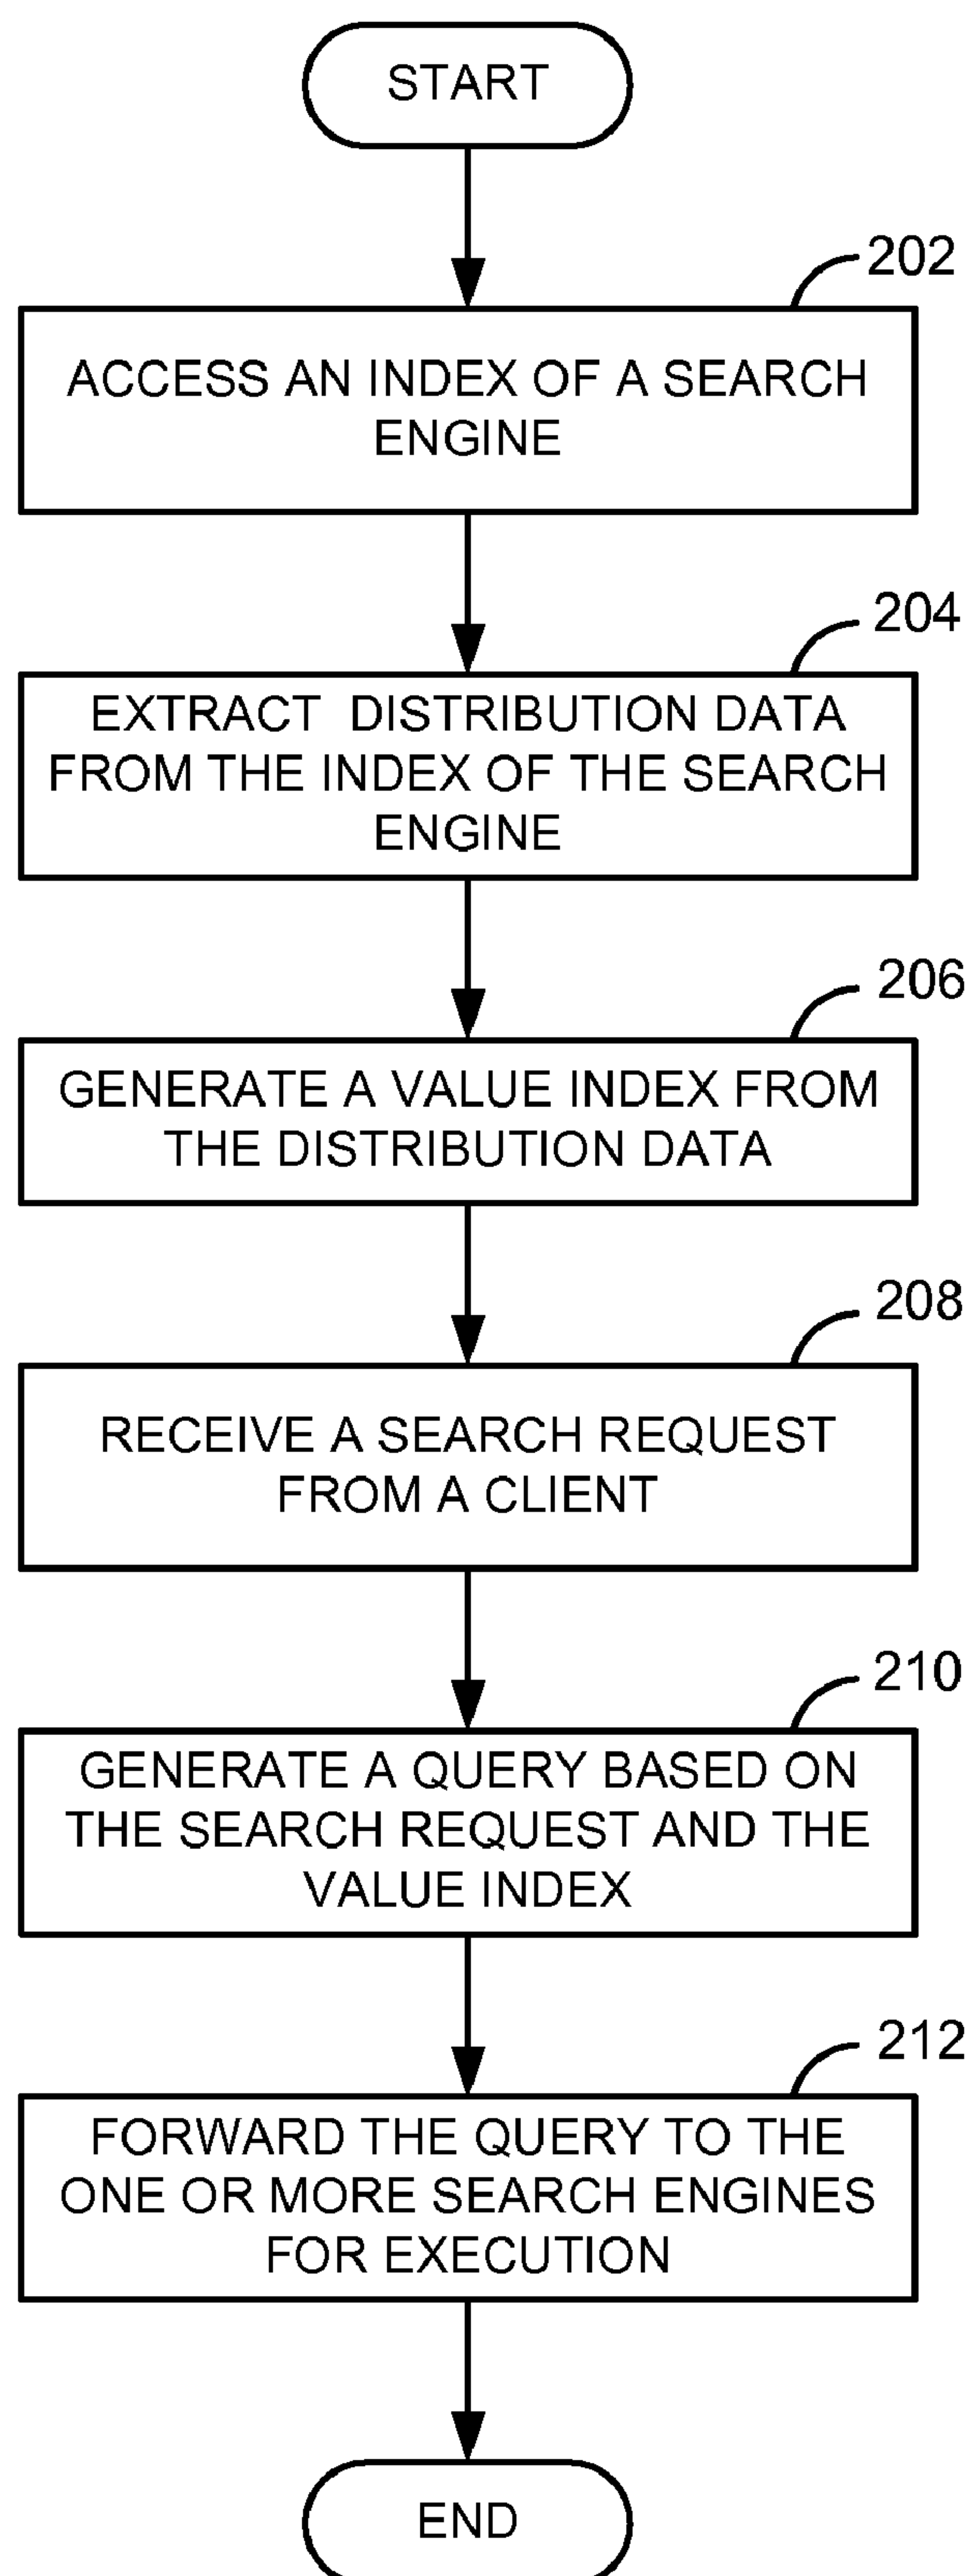 START
202
ACCESS AN INDEX OF A SEARCH
ENGINE
204
EXTRACT DISTRIBUTION DATA
FROM THE INDEX OF THE SEARCH
ENGINE
206
GENERATE A VALUE INDEX FROM
THE DISTRIBUTION DATA
208
RECEIVE A SEARCH REQUEST
FROM A CLIENT
210
GENERATE A QUERY BASED ON
THE SEARCH REQUEST AND THE
VALUE INDEX
212
FORWARD THE QUERY TO THE
ONE OR MORE SEARCH ENGINES
FOR EXECUTION
END